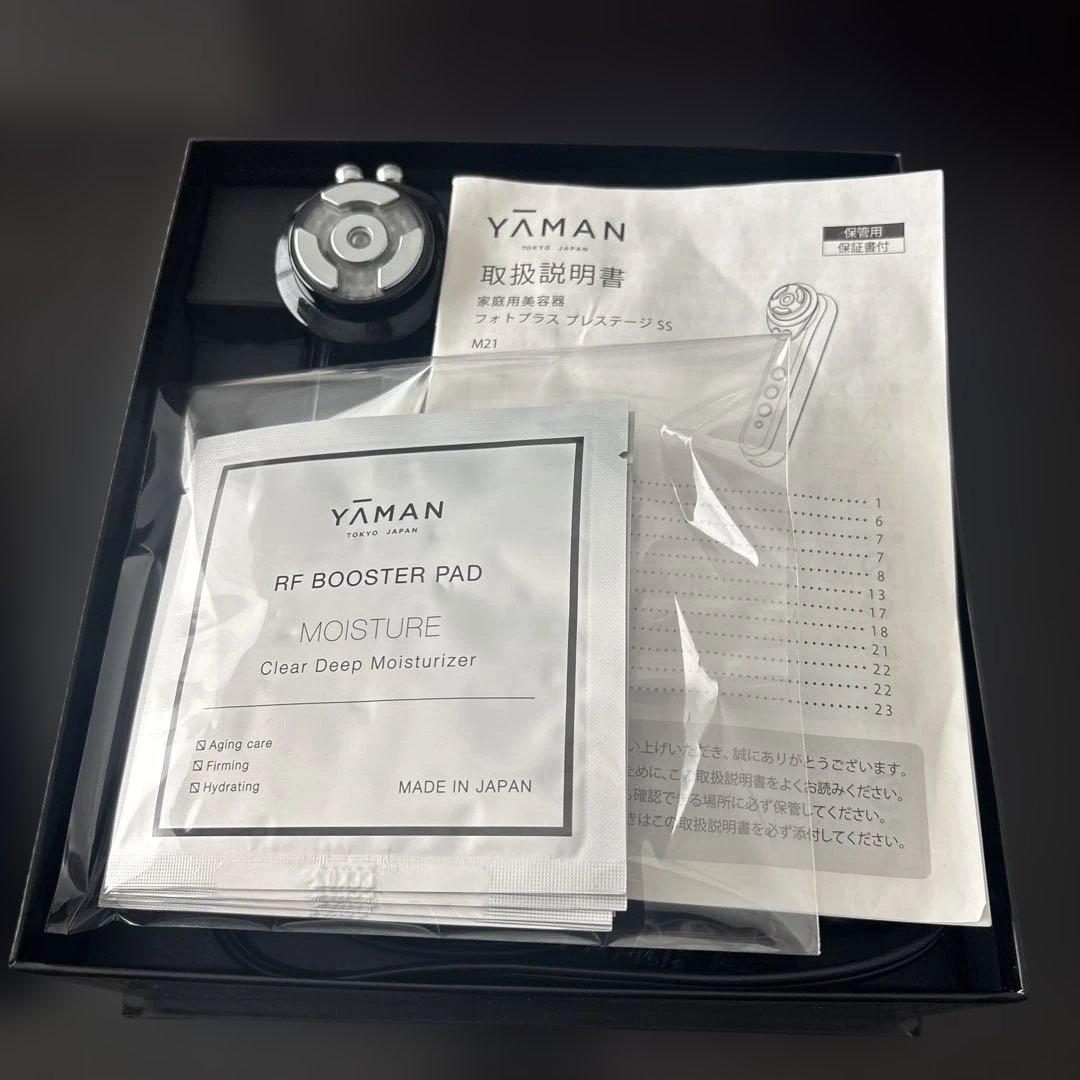 YĀMAN
TOKYO JAPAN
取扱説明書
家庭用美容器
フォトプラス プレステージ SS
M21
保管用
保証書付
1
6
7
7
8
13
17
18
21
22
22
23
い上げいただき、誠にありがとうございます。
ために、この取扱説明書をよくお読みください。
確認できる場所に必ず保管してください。
きはこの取扱説明書を必ず添付してください。
YĀMAN
TOKYO JAPAN
RF BOOSTER PAD
MOISTURE
Clear Deep Moisturizer
Aging care
Firming
Hydrating
MADE IN JAPAN